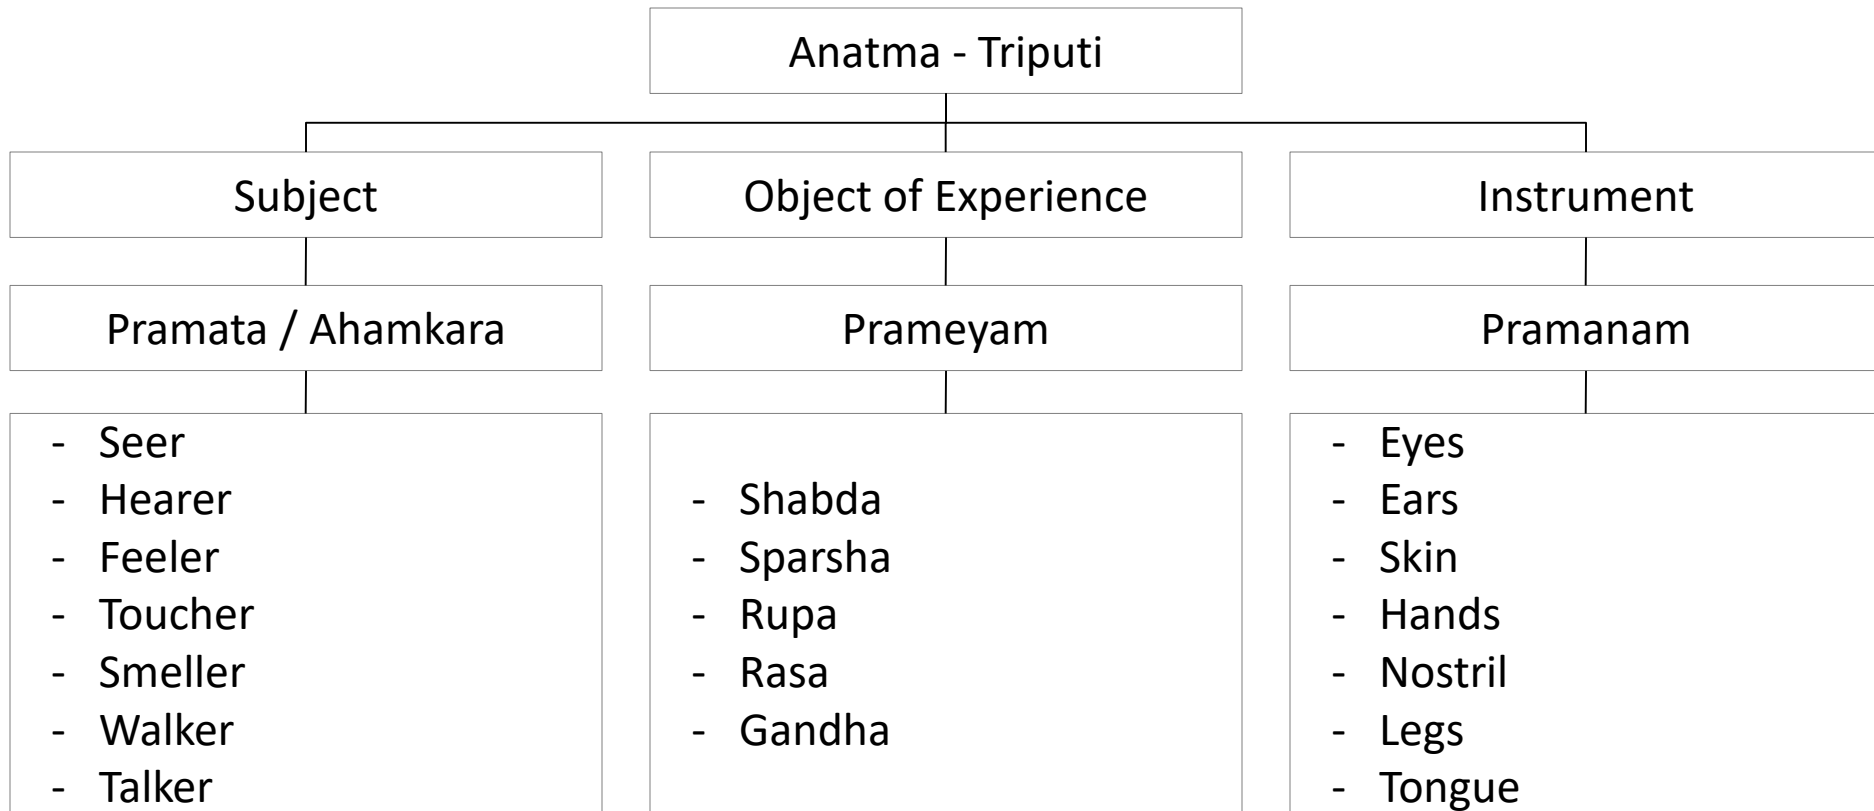 Anatma - Triputi
Subject
Object of Experience
Instrument
Pramata / Ahamkara
Prameyam
Pramanam
- Seer
- Hearer
- Feeler
- Toucher
- Smeller
- Walker
- Talker
- Shabda
- Sparsha
- Rupa
- Rasa
- Gandha
- Eyes
- Ears
- Skin
- Hands
- Nostril
- Legs
- Tongue